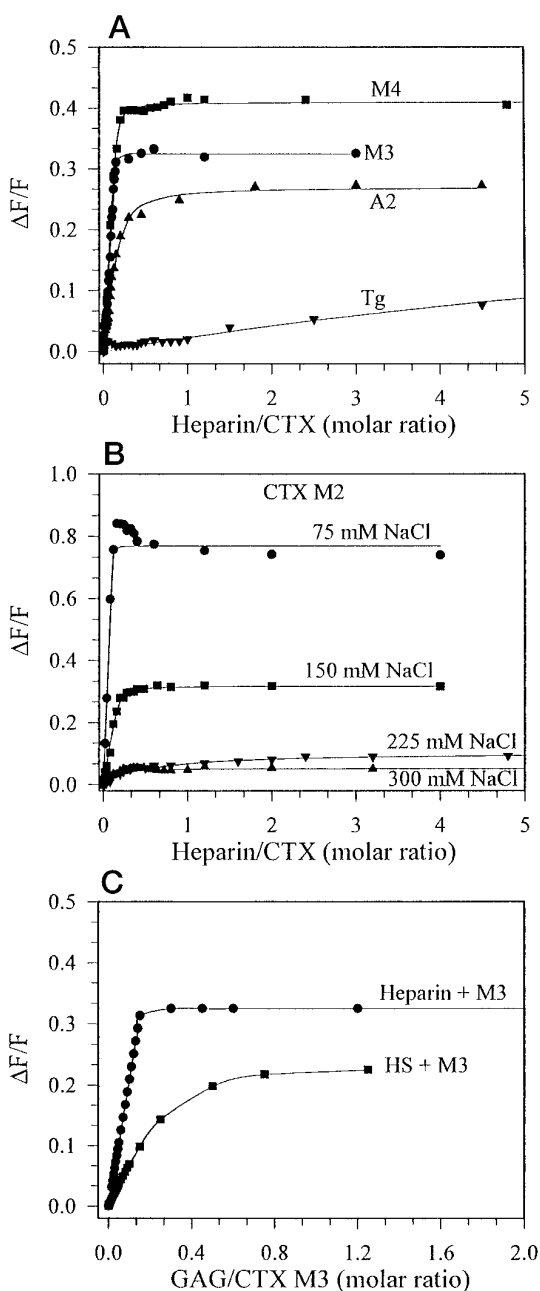 A
0.5
0.4
0.3
0.2
0.1
0.0
ΔF/F
M4
M3
A2
Tg
0 1 2 3 4 5
Heparin/CTX (molar ratio)
B
1.0
0.8
0.6
0.4
0.2
0.0
ΔF/F
CTX M2
75 mM NaCl
150 mM NaCl
225 mM NaCl
300 mM NaCl
0 1 2 3 4 5
Heparin/CTX (molar ratio)
C
0.5
0.4
0.3
0.2
0.1
0.0
ΔF/F
Heparin + M3
HS + M3
0.0 0.4 0.8 1.2 1.6 2.0
GAG/CTX M3 (molar ratio)